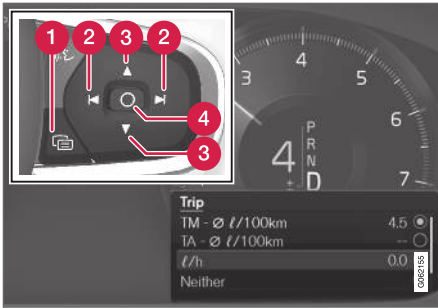 1
2
3
2
4
3
3
4
5
6
7
P
R
N
D
4
±
Trip
TM - Ø ℓ/100km 4.5
TA - Ø ℓ/100km --
ℓ/h 0.0
Neither
G062155